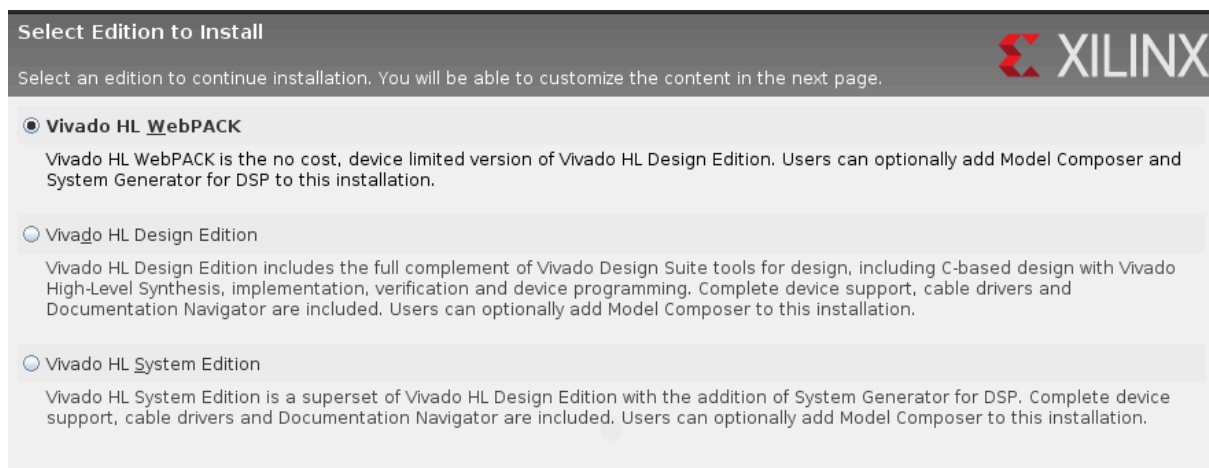 Select Edition to Install
XILINX
Select an edition to continue installation. You will be able to customize the content in the next page.
Vivado HL WebPACK
Vivado HL WebPACK is the no cost, device limited version of Vivado HL Design Edition. Users can optionally add Model Composer and
System Generator for DSP to this installation.
Vivado HL Design Edition
Vivado HL Design Edition includes the full complement of Vivado Design Suite tools for design, including C-based design with Vivado
High-Level Synthesis, implementation, verification and device programming. Complete device support, cable drivers and
Documentation Navigator are included. Users can optionally add Model Composer to this installation.
Vivado HL System Edition
Vivado HL System Edition is a superset of Vivado HL Design Edition with the addition of System Generator for DSP. Complete device
support, cable drivers and Documentation Navigator are included. Users can optionally add Model Composer to this installation.